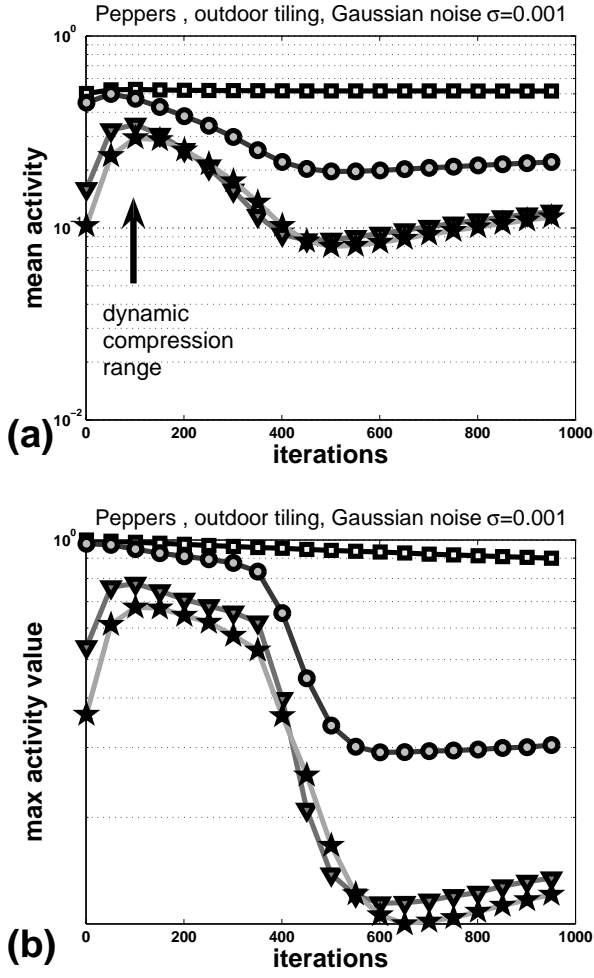 Peppers , outdoor tiling, Gaussian noise σ=0.001
10⁰
10⁻¹
10⁻²
mean activity
dynamic
compression
range
0 200 400 600 800 1000
iterations
(a)
Peppers , outdoor tiling, Gaussian noise σ=0.001
10⁰
max activity value
0 200 400 600 800 1000
iterations
(b)